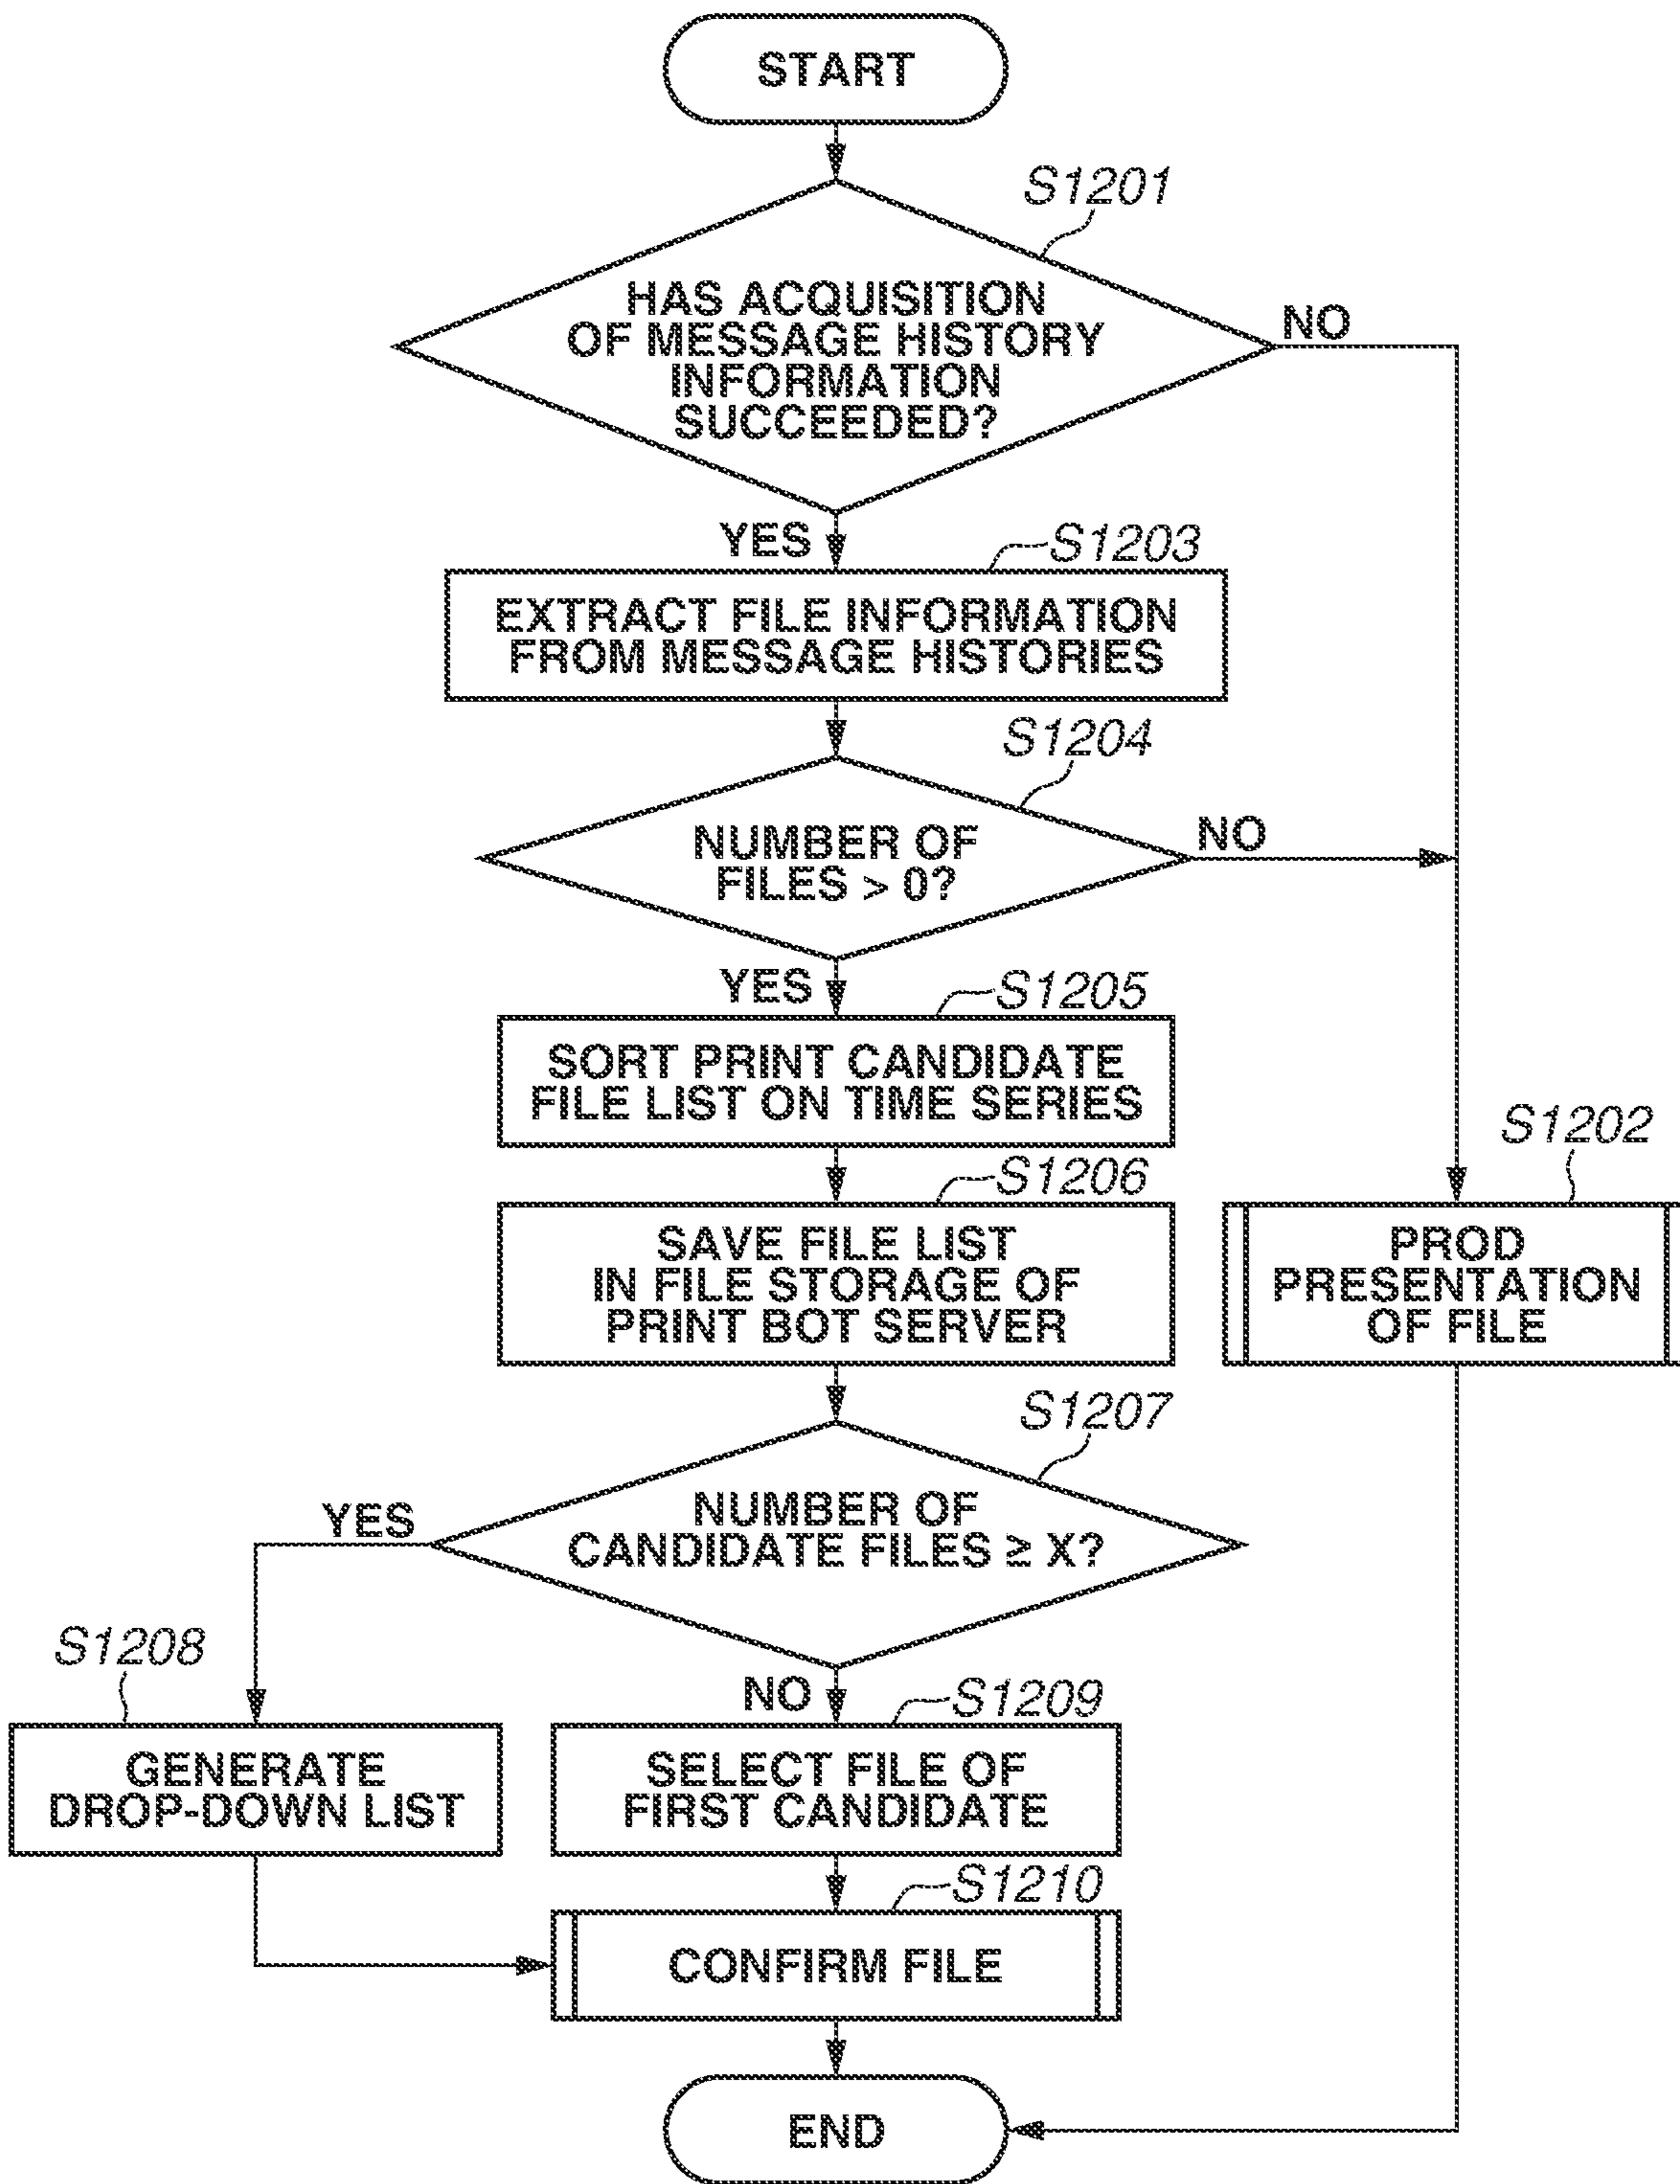 START
S1201
HAS ACQUISITION
OF MESSAGE HISTORY
INFORMATION
SUCCEEDED?
NO
YES
S1203
EXTRACT FILE INFORMATION
FROM MESSAGE HISTORIES
S1204
NUMBER OF
FILES > 0?
NO
YES
S1205
SORT PRINT CANDIDATE
FILE LIST ON TIME SERIES
S1206
SAVE FILE LIST
IN FILE STORAGE OF
PRINT BOT SERVER
S1202
PROD
PRESENTATION
OF FILE
S1207
NUMBER OF
CANDIDATE FILES ≥ X?
YES
S1208
GENERATE
DROP-DOWN LIST
NO
S1209
SELECT FILE OF
FIRST CANDIDATE
S1210
CONFIRM FILE
END